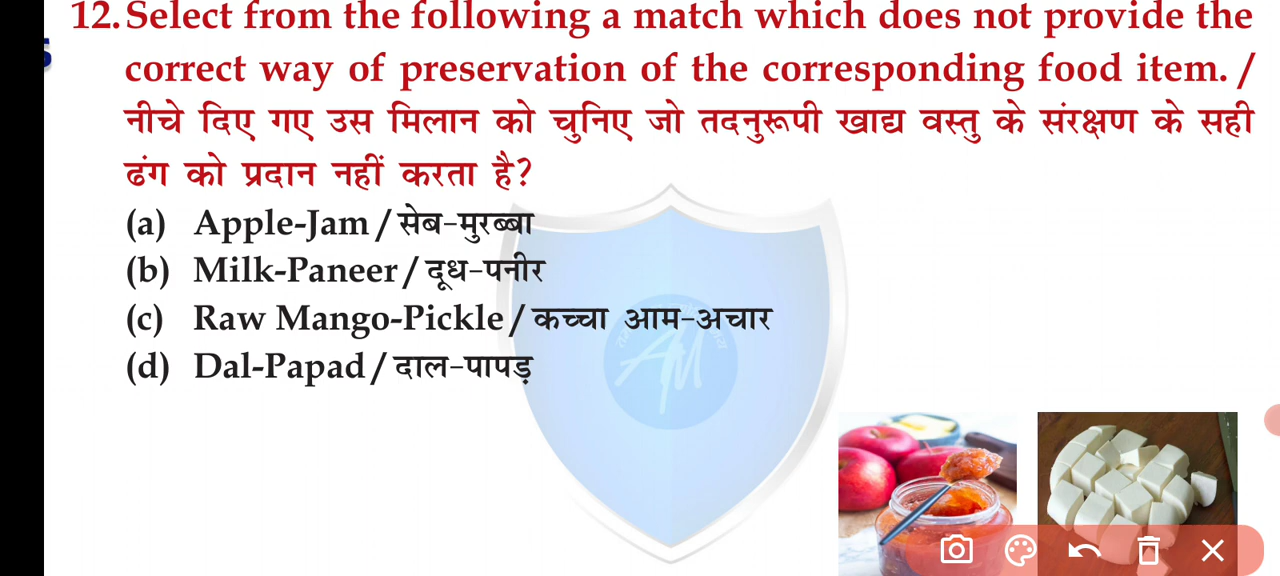 12. Select from the following a match which does not provide the
correct way of preservation of the corresponding food item. /
नीचे दिए गए उस मिलान को चुनिए जो तदनुरूपी खाद्य वस्तु के संरक्षण के सही
ढंग को प्रदान नहीं करता है?
(a) Apple-Jam / सेब-मुरब्बा
(b) Milk-Paneer / दूध-पनीर
(c) Raw Mango-Pickle / कच्चा आम-अचार
(d) Dal-Papad / दाल-पापड़
AM